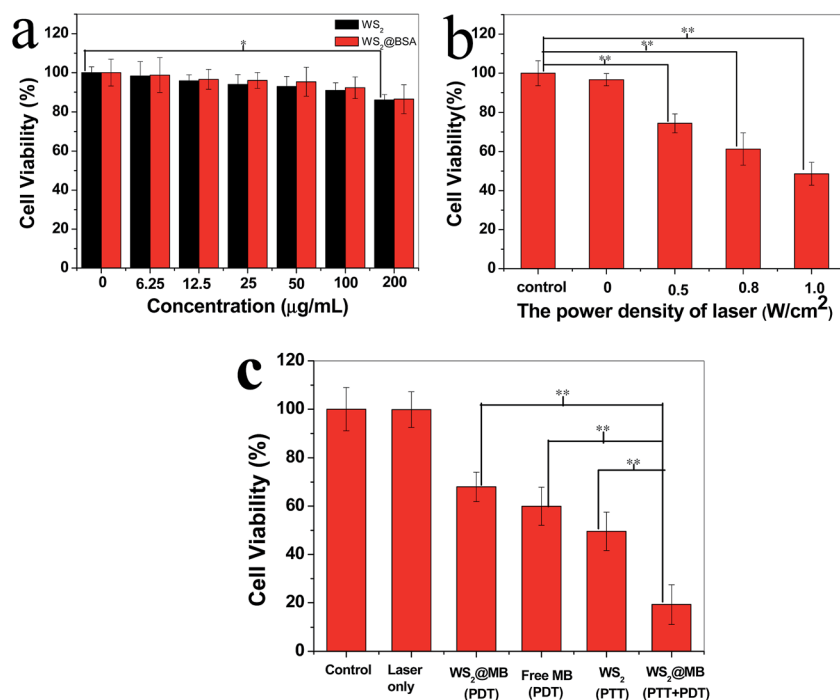 a
WS₂
WS₂@BSA
*
120
100
80
60
40
20
0
Cell Viability (%)
0 6.25 12.5 25 50 100 200
Concentration (μg/mL)
b
**
**
**
120
100
80
60
40
20
0
Cell Viability(%)
control 0 0.5 0.8 1.0
The power density of laser (W/cm²)
c
**
**
**
120
100
80
60
40
20
0
Cell Viability (%)
Control Laser WS₂@MB Free MB WS₂ WS₂@MB
only (PDT) (PDT) (PTT) (PTT+PDT)